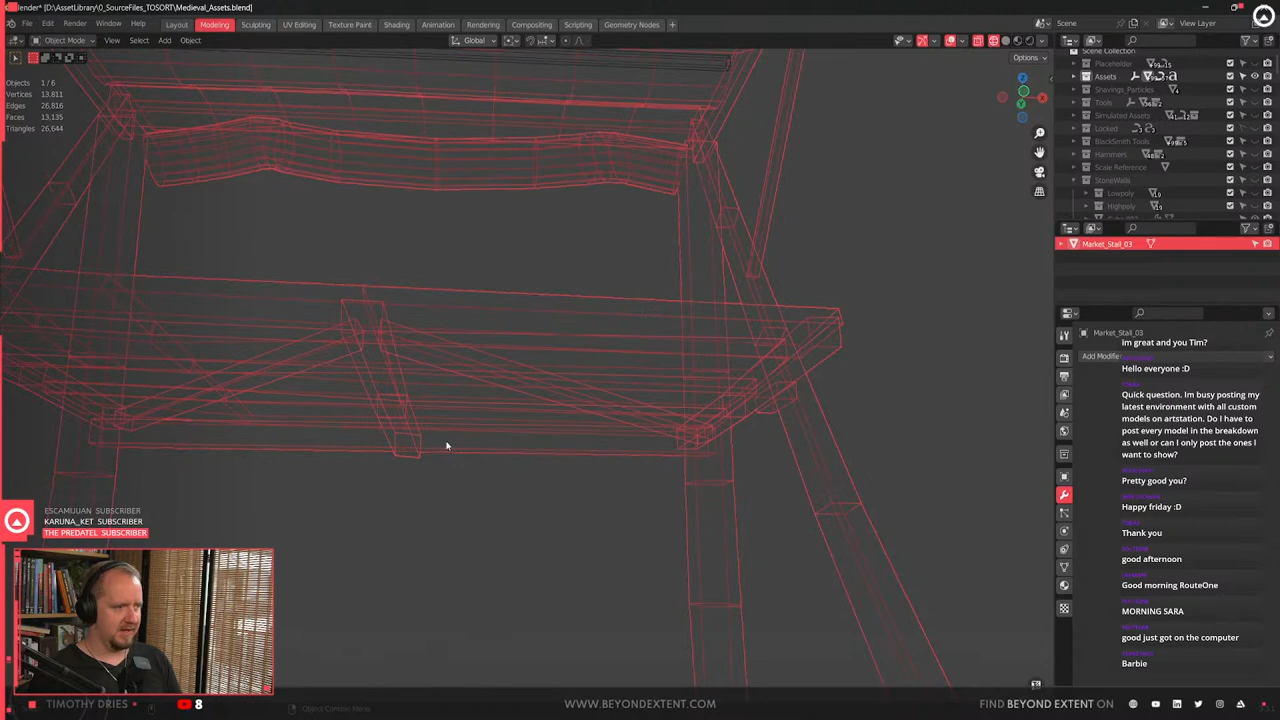 Blender* [D:\AssetLibrary\0_SourceFiles_TOSORT\Medieval_Assets.blend]
File Edit Render Window Help
Layout Modeling Sculpting UV Editing Texture Paint Shading Animation Rendering Compositing Scripting Geometry Nodes +
Scene
View Layer
Object Mode View Select Add Object
Global
Options
Objects 1 / 6
Vertices 13,811
Edges 26,816
Faces 13,135
Triangles 26,644
Scene Collection
Placeholder
Assets
Shavings_Particles
Tools
Simulated Assets
Locked
BlackSmith Tools
Hammers
Scale Reference
StoneWalls
Lowpoly
Highpoly
Market_Stall_03
Market_Stall_03
Add Modifier
im great and you Tim?
Hello everyone :D
Quick question. Im busy posting my
latest environment with all custom
models on artstation. Do I have to
post every model in the breakdown
as well or can I only post the ones I
want to show?
Pretty good you?
Happy friday :D
Thank you
good afternoon
Good morning RouteOne
MORNING SARA
good just got on the computer
Barbie
ESCAMJUAN SUBSCRIBER
KARUNA_KET SUBSCRIBER
THE PREDATEL SUBSCRIBER
Object Context Menu
TIMOTHY DRIES
8
WWW.BEYONDEXTENT.COM
FIND BEYOND EXTENT ON